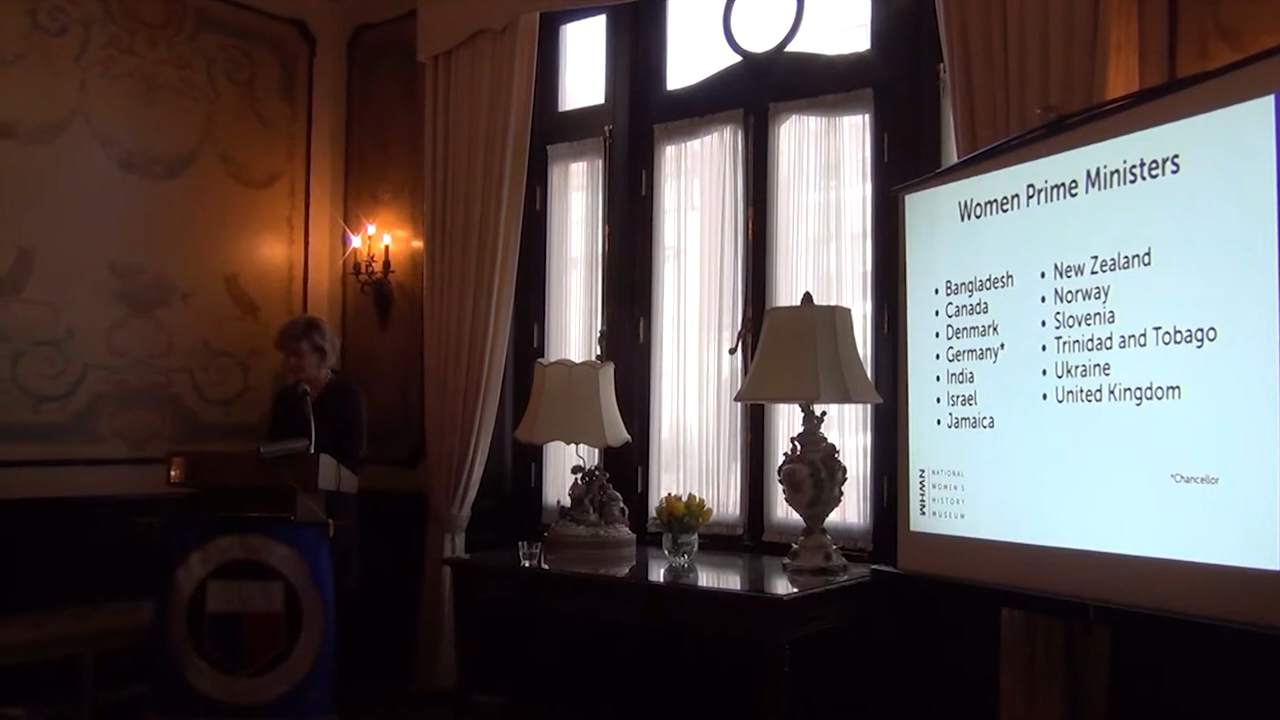 Women Prime Ministers
• Bangladesh
• Canada
• Denmark
• Germany*
• India
• Israel
• Jamaica
• New Zealand
• Norway
• Slovenia
• Trinidad and Tobago
• Ukraine
• United Kingdom
*Chancellor
NWHM
NATIONAL
WOMEN'S
HISTORY
MUSEUM